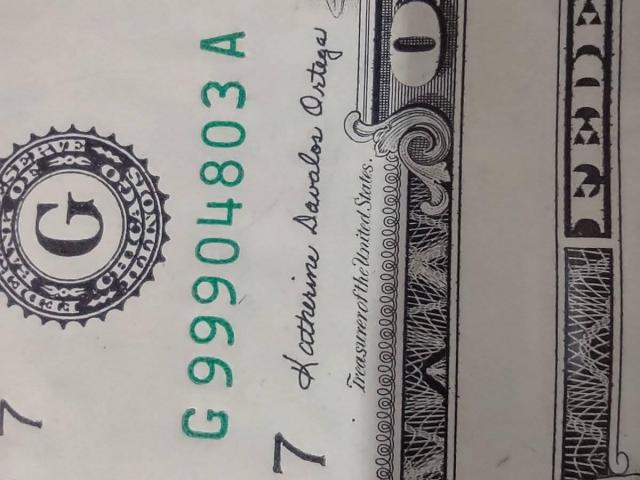 G
7
G 99904803 A
7 Katherine Davalos Ortega
Treasurer of the United States.
O